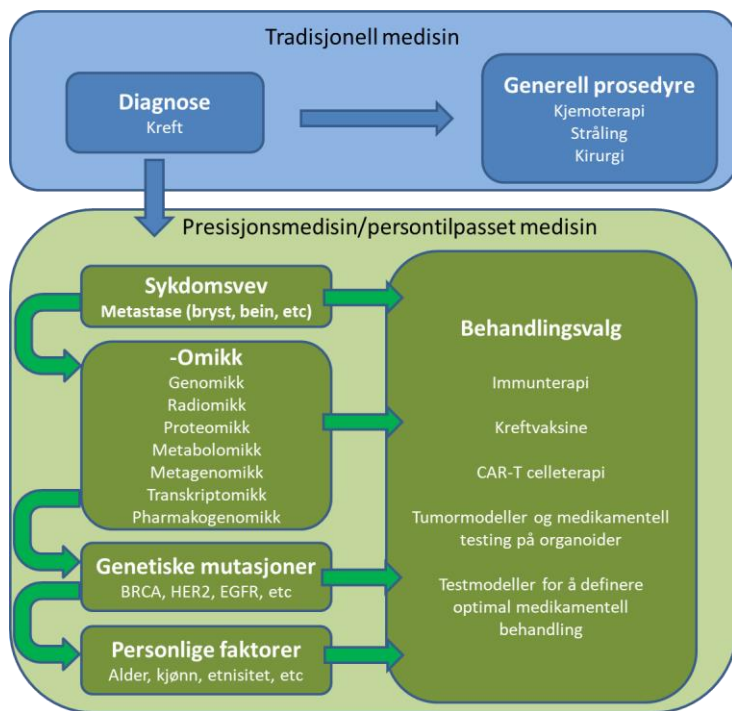 Tradisjonell medisin
Diagnose
Kreft
Generell prosedyre
Kjemoterapi
Stråling
Kirurgi
Presisjonsmedisin/persontilpasset medisin
Sykdomsvev
Metastase (bryst, bein, etc)
-Omikk
Genomikk
Radiomikk
Proteomikk
Metabolomikk
Metagenomikk
Transkriptomikk
Pharmakogenomikk
Genetiske mutasjoner
BRCA, HER2, EGFR, etc
Personlige faktorer
Alder, kjønn, etnisitet, etc
Behandlingsvalg
Immunterapi
Kreftvaksine
CAR-T celleterapi
Tumormodeller og medikamentell
testing på organoider
Testmodeller for å definere
optimal medikamentell
behandling